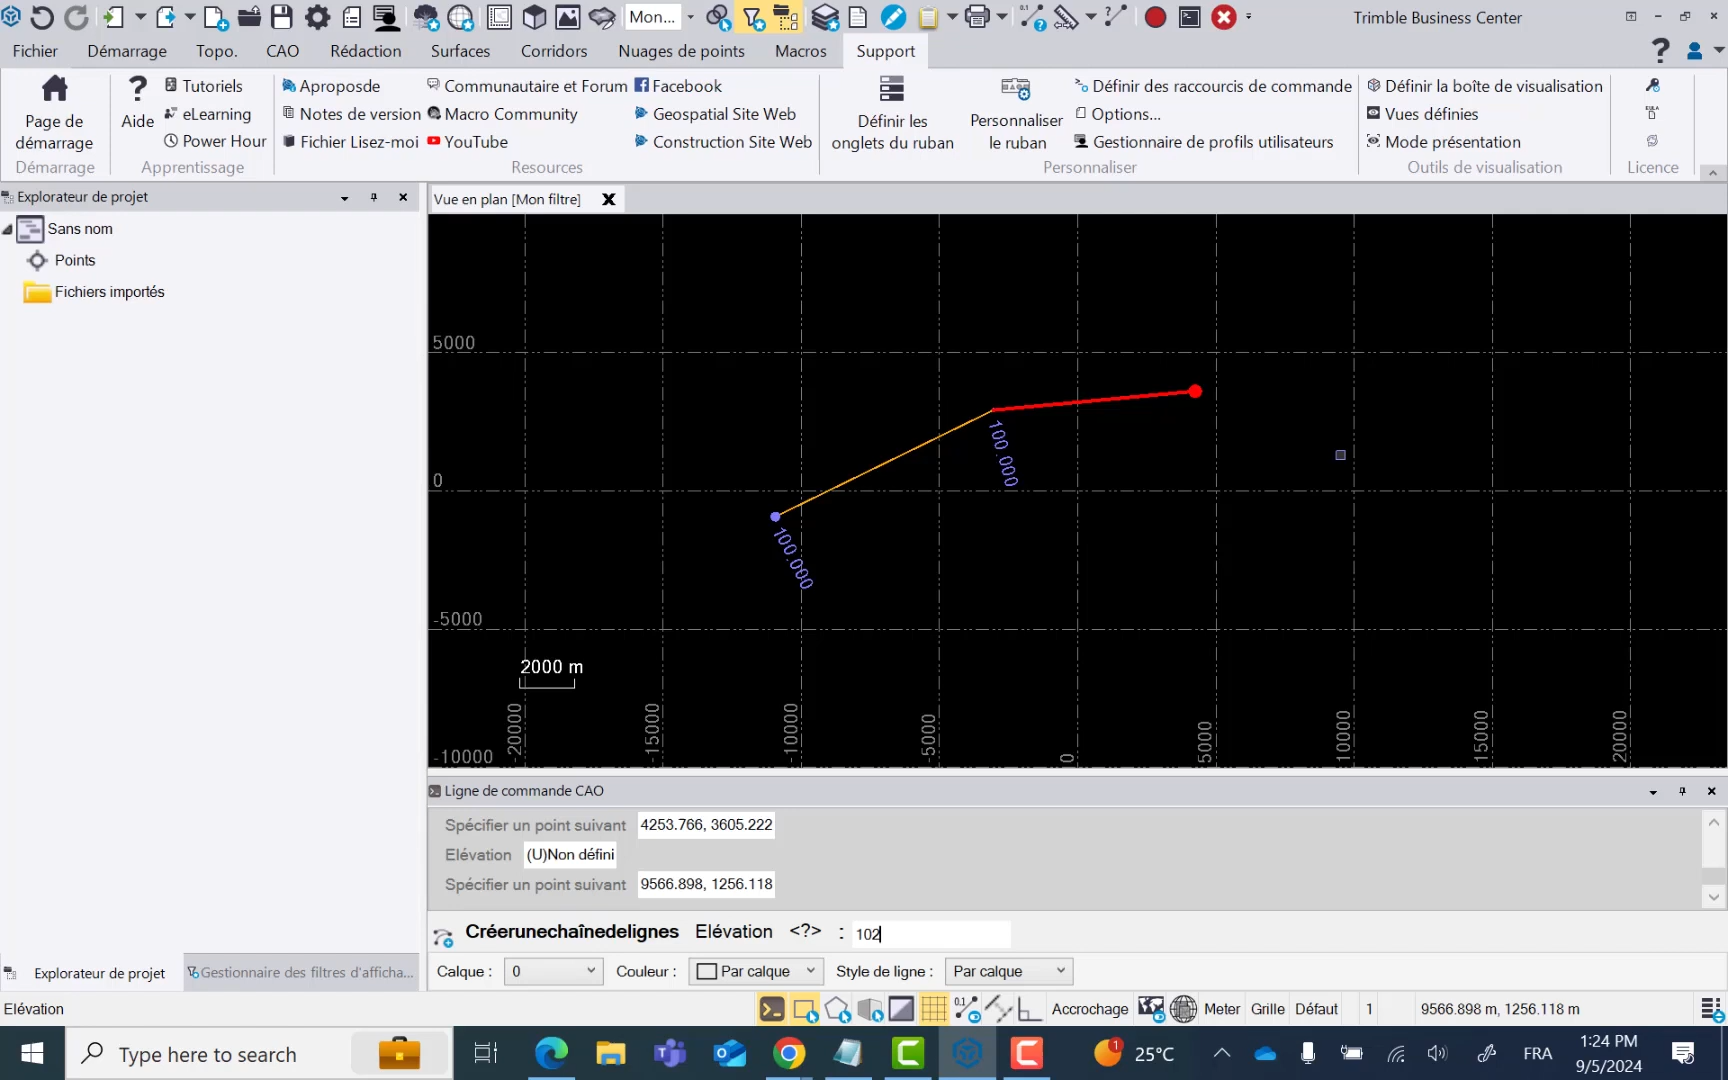 Mon...
Trimble Business Center
Fichier Démarrage Topo. CAO Rédaction Surfaces Corridors Nuages de points Macros Support
Page de démarrage
Démarrage
Aide
Tutoriels
eLearning
Power Hour
Apprentissage
Aproposde
Notes de version
Fichier Lisez-moi
Communautaire et Forum
Macro Community
YouTube
Facebook
Geospatial Site Web
Construction Site Web
Resources
Définir les
onglets du ruban
Personnaliser
le ruban
Définir des raccourcis de commande
Options...
Gestionnaire de profils utilisateurs
Personnaliser
Définir la boîte de visualisation
Vues définies
Mode présentation
Outils de visualisation
EULA
Licence
Explorateur de projet
Sans nom
Points
Fichiers importés
Vue en plan [Mon filtre]
5000
0
-5000
-10000
100.000
100.000
2000 m
-20000 -15000 -10000 -5000 0 5000 10000 15000 20000
Ligne de commande CAO
Spécifier un point suivant 4253.766, 3605.222
Elévation (U)Non défini
Spécifier un point suivant 9566.898, 1256.118
Créerunechaînedelignes Elévation <?> : 102
Calque : 0 Couleur : Par calque Style de ligne : Par calque
Explorateur de projet Gestionnaire des filtres d'afficha...
Elévation
Accrochage Meter Grille Défaut 1 9566.898 m, 1256.118 m
Type here to search
1
25°C
FRA
1:24 PM
9/5/2024